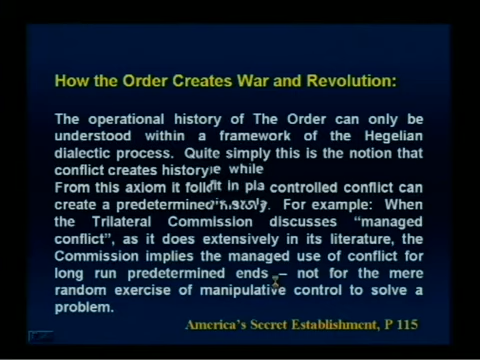 How the Order Creates War and Revolution:
The operational history of The Order can only be
understood within a framework of the Hegelian
dialectic process. Quite simply this is the notion that
conflict creates history
while
From this axiom it controlled conflict can
fit in
create a history. For example: When
the Trilateral Commission discusses "managed
conflict", as it does extensively in its literature, the
Commission implies the managed use of conflict for
long run predetermined ends – not for the mere
random exercise of manipulative control to solve a
problem.
America's Secret Establishment, P 115